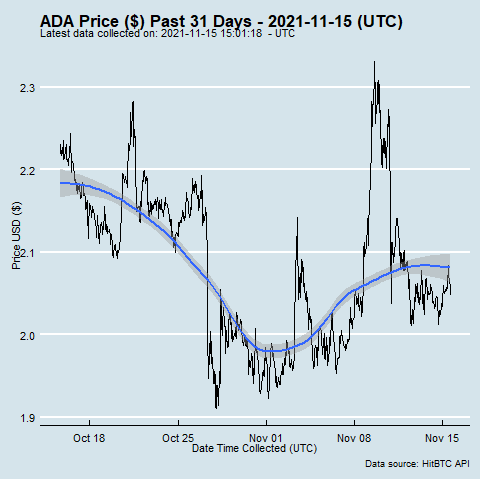 ADA Price ($) Past 31 Days - 2021-11-15 (UTC)
Latest data collected on: 2021-11-15 15:01:18  - UTC
2.3
2.2
2.1
2.0
1.9
Price USD ($)
Oct 18 Oct 25 Nov 01 Nov 08 Nov 15
Date Time Collected (UTC)
Data source: HitBTC API